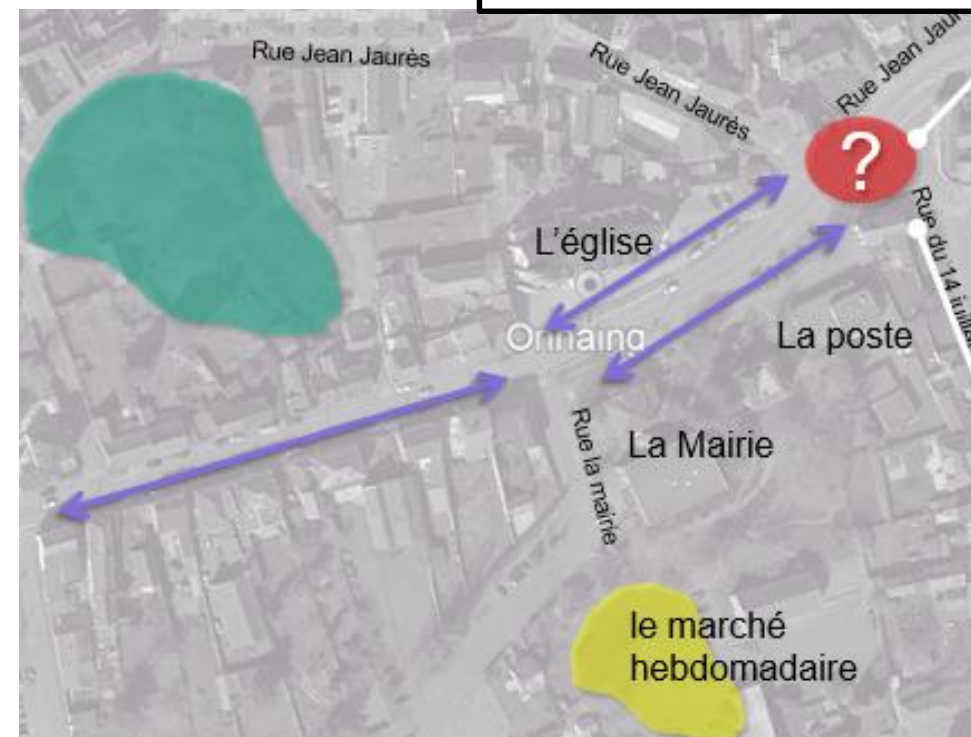 Rue Jean Jaurès
Rue Jean Jaurès
Rue Jean Jaur
?
L'église
Rue du 14 juillet
Onnaing
La poste
Rue la mairie
La Mairie
le marché
hebdomadaire